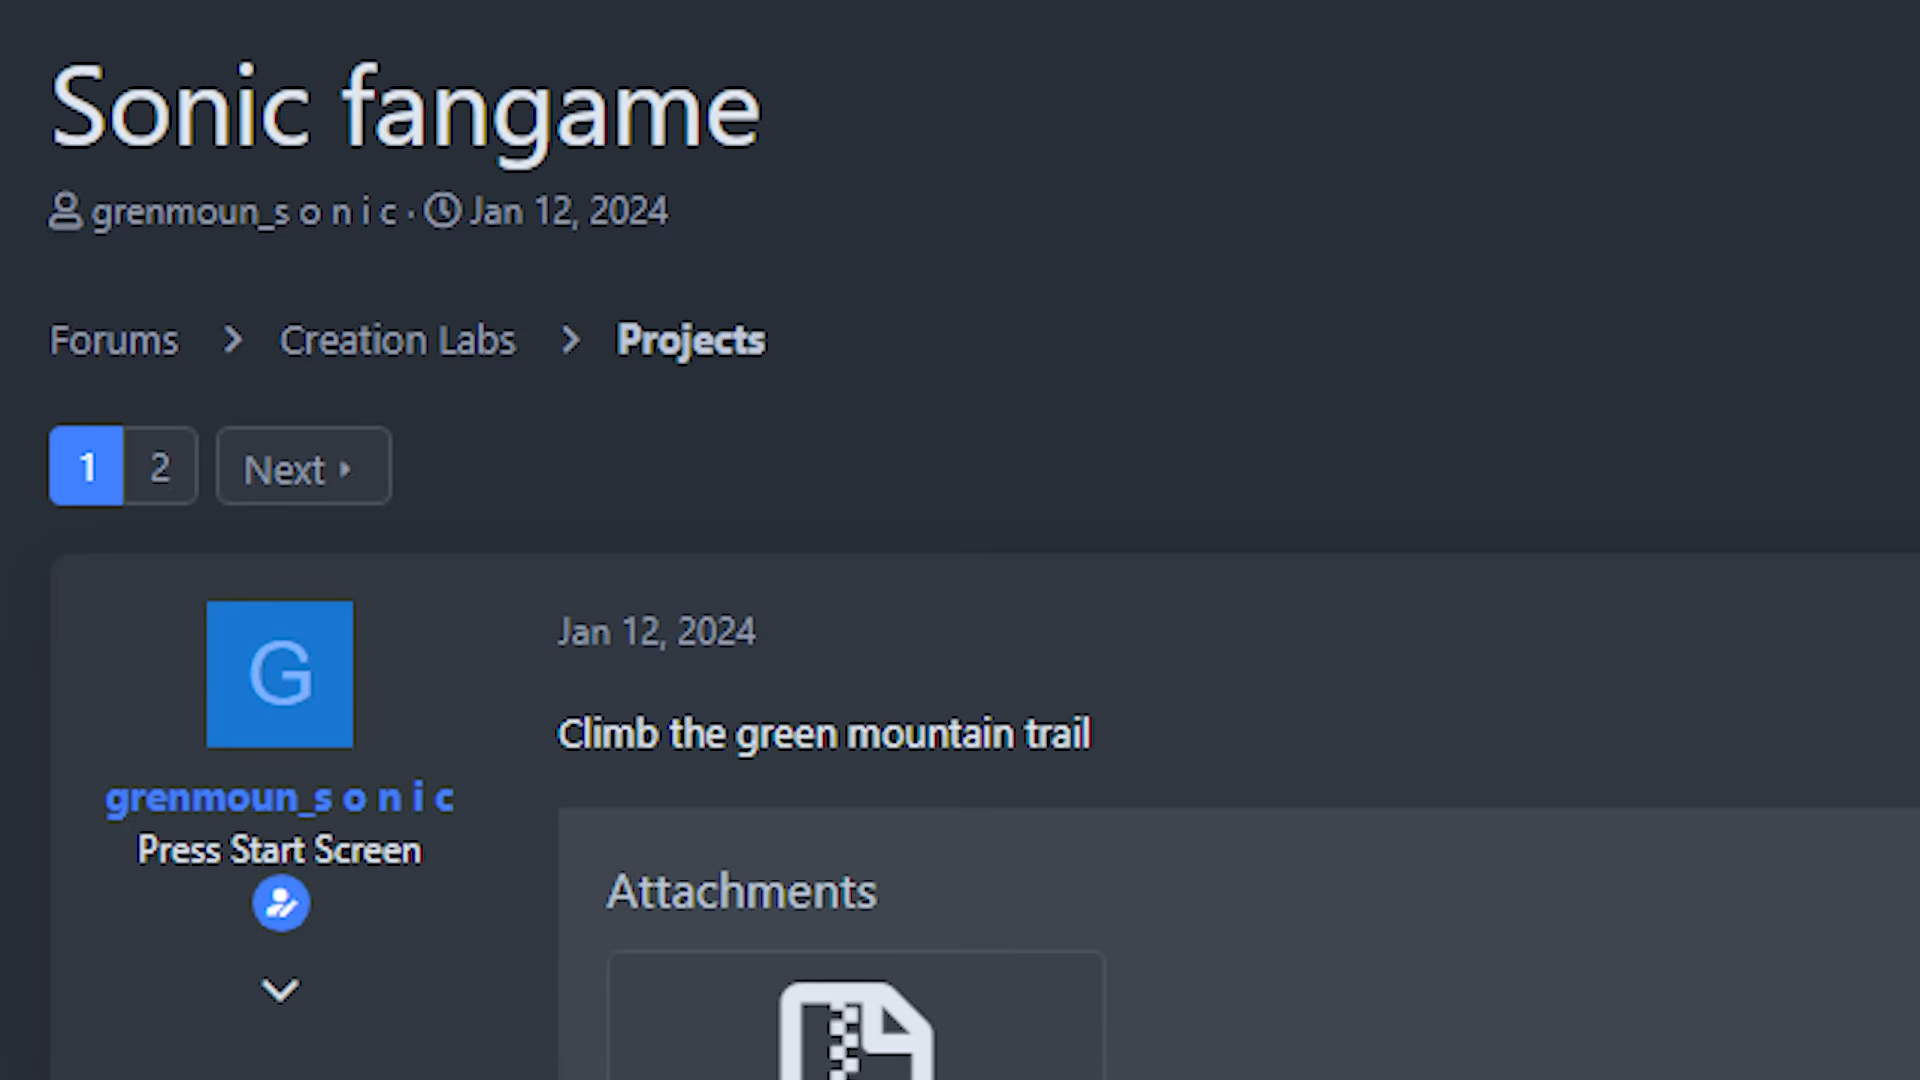 Sonic fangame
grenmoun_s o n i c · Jan 12, 2024
Forums > Creation Labs > Projects
1 2 Next
G
Jan 12, 2024
Climb the green mountain trail
grenmoun_s o n i c
Press Start Screen
Attachments